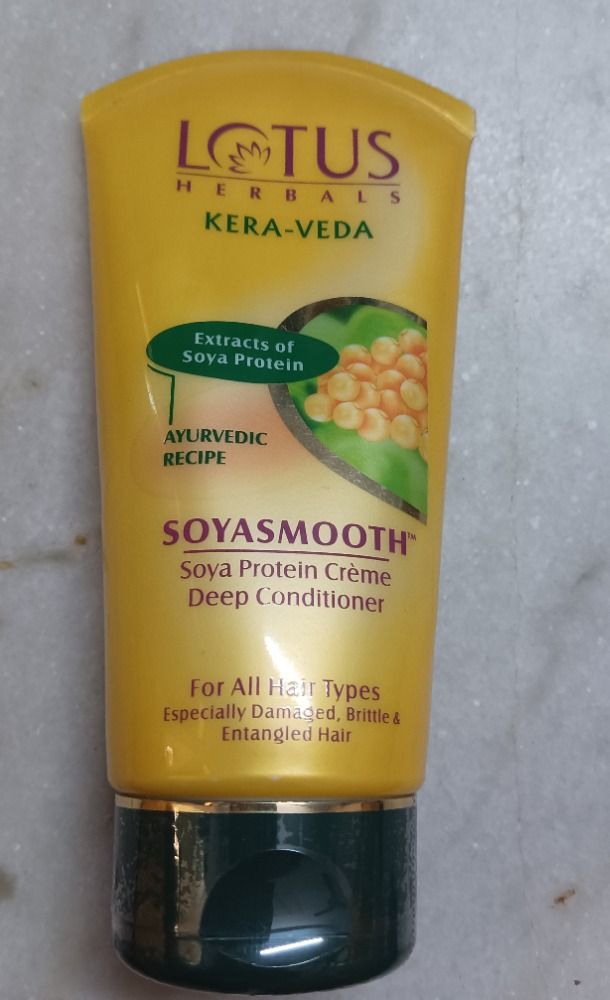 LOTUS
HERBALS
KERA-VEDA
Extracts of
Soya Protein
AYURVEDIC
RECIPE
SOYASMOOTH™
Soya Protein Crème
Deep Conditioner
For All Hair Types
Especially Damaged, Brittle &
Entangled Hair